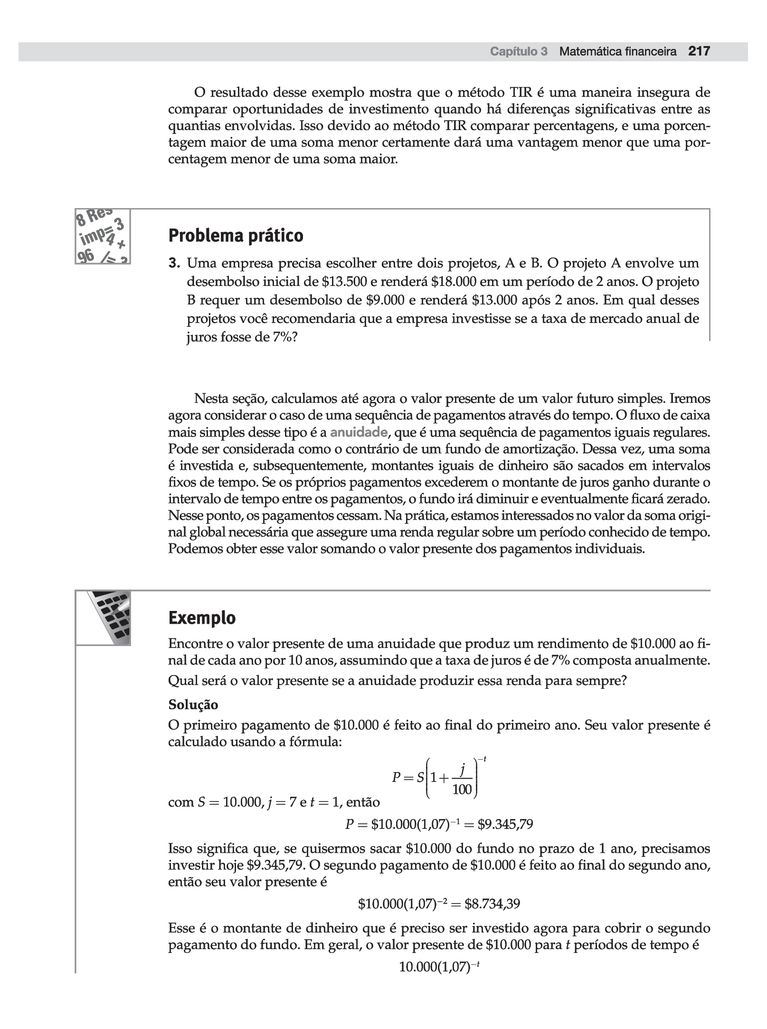 Capítulo 3 Matemática financeira 217
O resultado desse exemplo mostra que o método TIR é uma maneira insegura de
comparar oportunidades de investimento quando há diferenças significativas entre as
quantias envolvidas. Isso devido ao método TIR comparar percentagens, e uma porcen-
tagem maior de uma soma menor certamente dará uma vantagem menor que uma por-
centagem menor de uma soma maior.
8 Res
imp= 3
4 +
96 /= 2
Problema prático
3. Uma empresa precisa escolher entre dois projetos, A e B. O projeto A envolve um
desembolso inicial de $13.500 e renderá $18.000 em um período de 2 anos. O projeto
B requer um desembolso de $9.000 e renderá $13.000 após 2 anos. Em qual desses
projetos você recomendaria que a empresa investisse se a taxa de mercado anual de
juros fosse de 7%?
Nesta seção, calculamos até agora o valor presente de um valor futuro simples. Iremos
agora considerar o caso de uma sequência de pagamentos através do tempo. O fluxo de caixa
mais simples desse tipo é a anuidade, que é uma sequência de pagamentos iguais regulares.
Pode ser considerada como o contrário de um fundo de amortização. Dessa vez, uma soma
é investida e, subsequentemente, montantes iguais de dinheiro são sacados em intervalos
fixos de tempo. Se os próprios pagamentos excederem o montante de juros ganho durante o
intervalo de tempo entre os pagamentos, o fundo irá diminuir e eventualmente ficará zerado.
Nesse ponto, os pagamentos cessam. Na prática, estamos interessados no valor da soma origi-
nal global necessária que assegure uma renda regular sobre um período conhecido de tempo.
Podemos obter esse valor somando o valor presente dos pagamentos individuais.
Exemplo
Encontre o valor presente de uma anuidade que produz um rendimento de $10.000 ao fi-
nal de cada ano por 10 anos, assumindo que a taxa de juros é de 7% composta anualmente.
Qual será o valor presente se a anuidade produzir essa renda para sempre?
Solução
O primeiro pagamento de $10.000 é feito ao final do primeiro ano. Seu valor presente é
calculado usando a fórmula:
P = S(1 + j/100)⁻ᵗ
com S = 10.000, j = 7 e t = 1, então
P = $10.000(1,07)⁻¹ = $9.345,79
Isso significa que, se quisermos sacar $10.000 do fundo no prazo de 1 ano, precisamos
investir hoje $9.345,79. O segundo pagamento de $10.000 é feito ao final do segundo ano,
então seu valor presente é
$10.000(1,07)⁻² = $8.734,39
Esse é o montante de dinheiro que é preciso ser investido agora para cobrir o segundo
pagamento do fundo. Em geral, o valor presente de $10.000 para t períodos de tempo é
10.000(1,07)⁻ᵗ